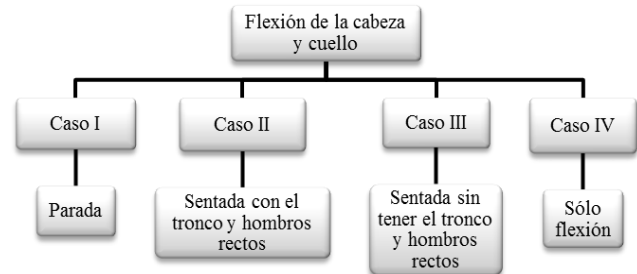 Flexión de la cabeza
y cuello
Caso I
Caso II
Caso III
Caso IV
Parada
Sentada con el
tronco y hombros
rectos
Sentada sin
tener el tronco
y hombros
rectos
Sólo
flexión